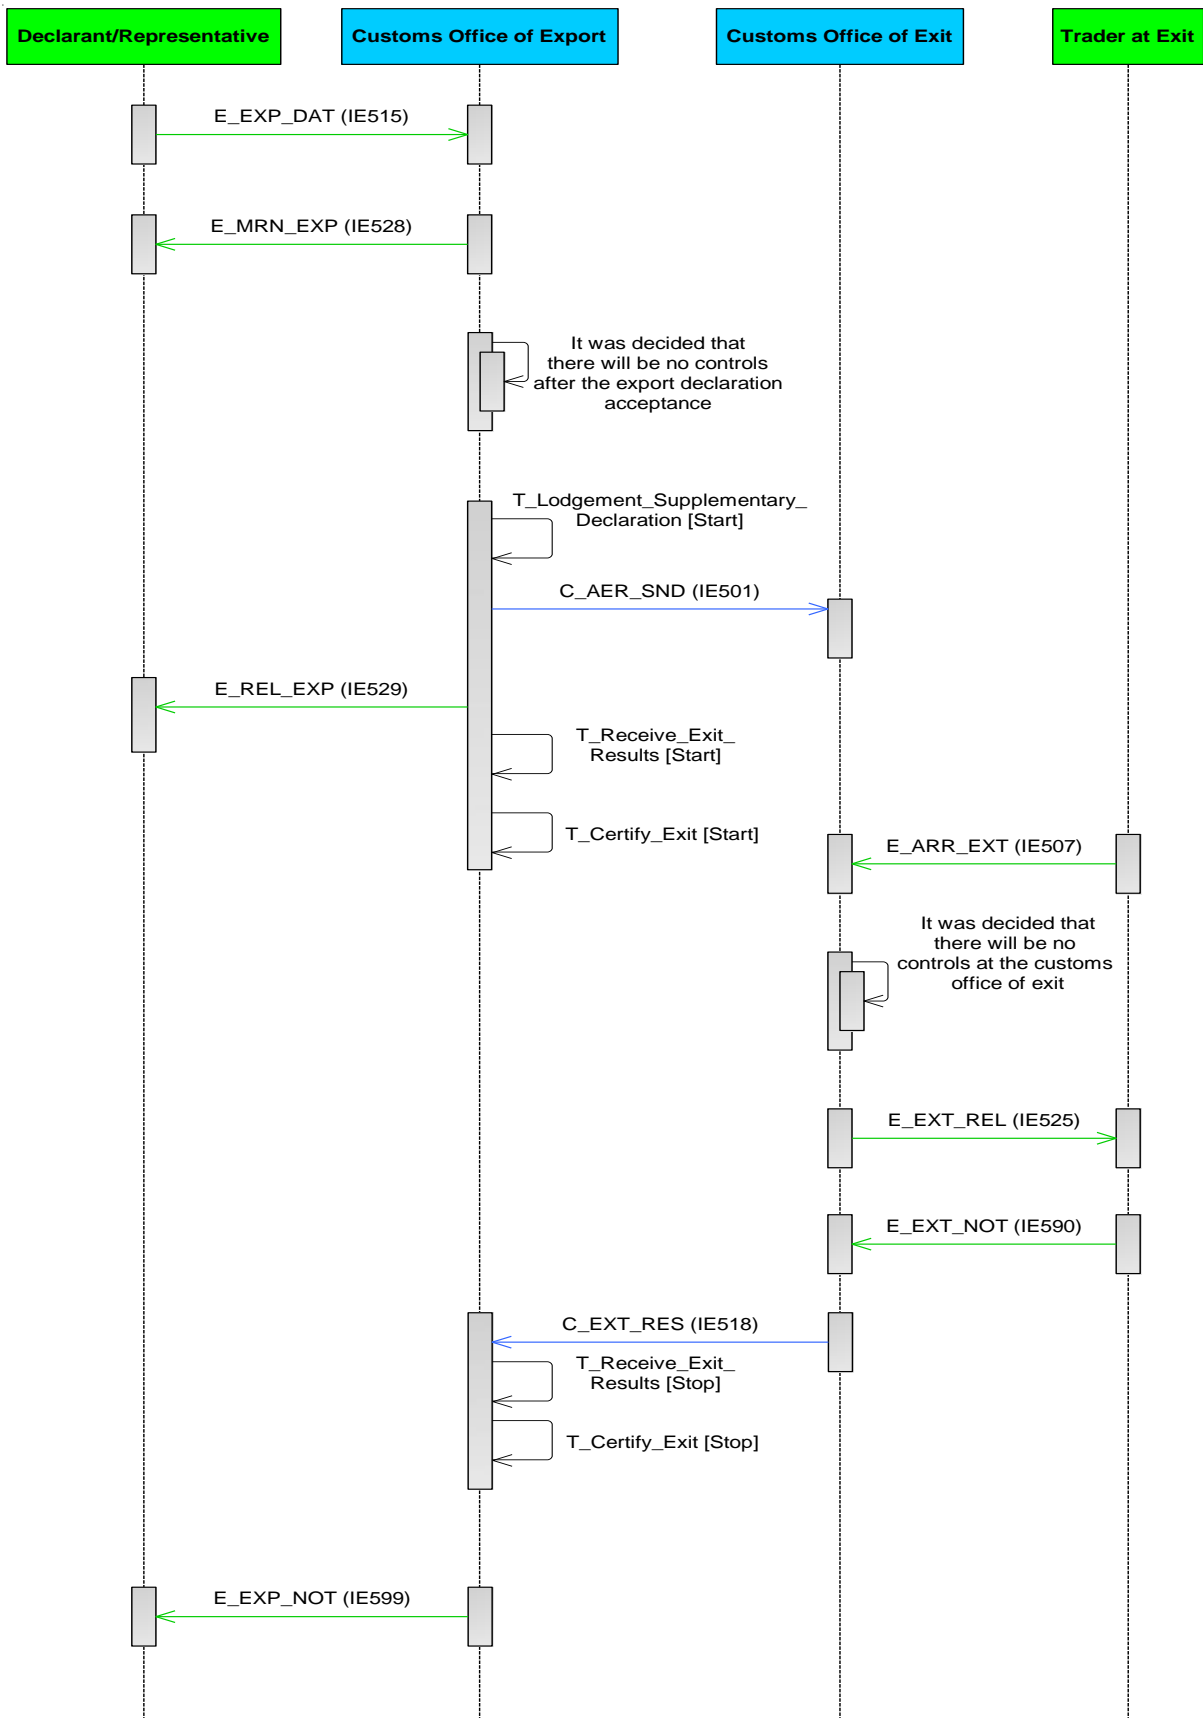 Declarant/Representative
Customs Office of Export
Customs Office of Exit
Trader at Exit
E_EXP_DAT (IE515)
E_MRN_EXP (IE528)
It was decided that
there will be no controls
after the export declaration
acceptance
T_Lodgement_Supplementary_
Declaration [Start]
C_AER_SND (IE501)
E_REL_EXP (IE529)
T_Receive_Exit_
Results [Start]
T_Certify_Exit [Start]
E_ARR_EXT (IE507)
It was decided that
there will be no
controls at the customs
office of exit
E_EXT_REL (IE525)
E_EXT_NOT (IE590)
C_EXT_RES (IE518)
T_Receive_Exit_
Results [Stop]
T_Certify_Exit [Stop]
E_EXP_NOT (IE599)